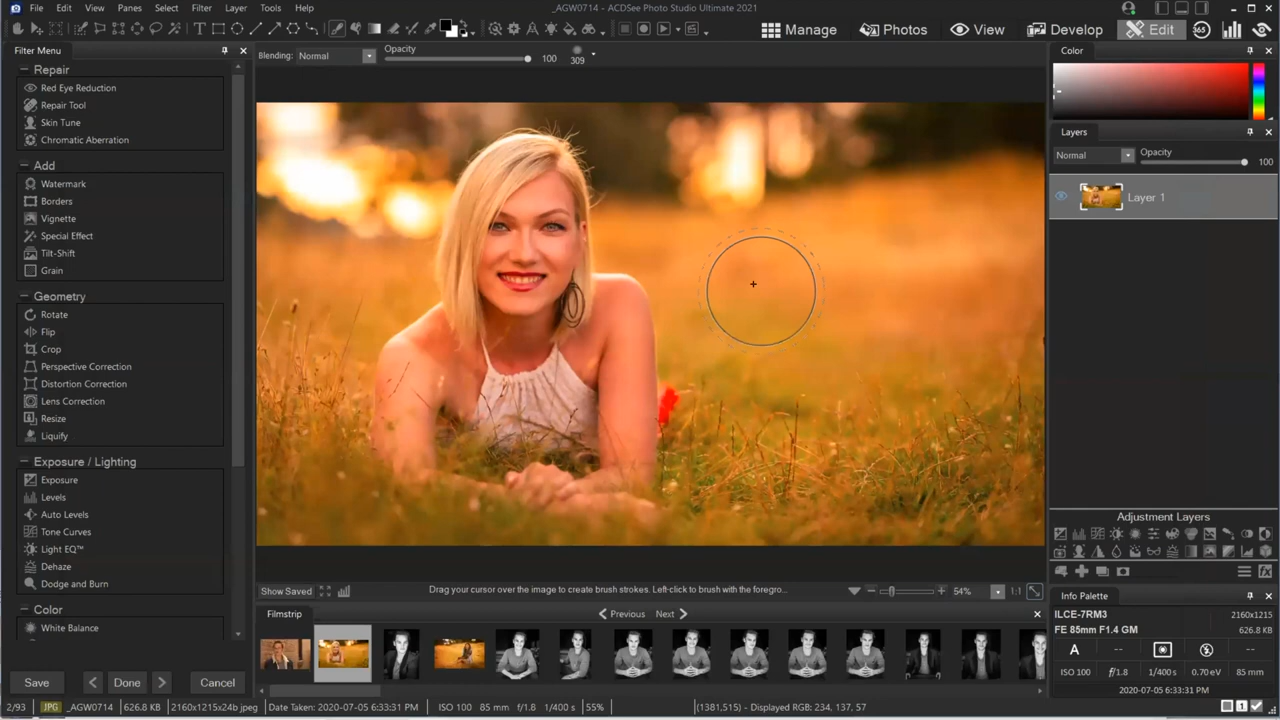 File Edit View Panes Select Filter Layer Tools Help
_AGW0714 - ACDSee Photo Studio Ultimate 2021
Manage Photos View Develop Edit 365
Filter Menu
Blending: Normal
Opacity
100
309
Repair
Red Eye Reduction
Repair Tool
Skin Tune
Chromatic Aberration
Add
Watermark
Borders
Vignette
Special Effect
Tilt-Shift
Grain
Geometry
Rotate
Flip
Crop
Perspective Correction
Distortion Correction
Lens Correction
Resize
Liquify
Exposure / Lighting
Exposure
Levels
Auto Levels
Tone Curves
Light EQ™
Dehaze
Dodge and Burn
Color
White Balance
Save Done Cancel
Show Saved
Drag your cursor over the image to create brush strokes. Left-click to brush with the foregro...
54%
1:1
Filmstrip
Previous Next
Color
Layers
Normal
Opacity
100
Layer 1
Adjustment Layers
Info Palette
ILCE-7RM3
2160x1215
FE 85mm F1.4 GM
626.8 KB
A -- --
ISO 100 f/1.8 1/400 s 0.70 eV 85 mm
2020-07-05 6:33:31 PM
2/93 JPG _AGW0714 626.8 KB 2160x1215x24b jpeg Date Taken: 2020-07-05 6:33:31 PM ISO 100 85 mm f/1.8 1/400 s 55% (1381,515) - Displayed RGB: 234, 137, 57
1